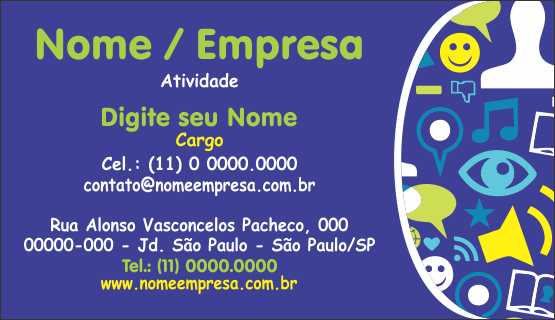 Nome / Empresa
Atividade
Digite seu Nome
Cargo
Cel.: (11) 0 0000.0000
contato@nomeempresa.com.br
Rua Alonso Vasconcelos Pacheco, 000
00000-000 - Jd. São Paulo - São Paulo/SP
Tel.: (11) 0000.0000
www.nomeempresa.com.br